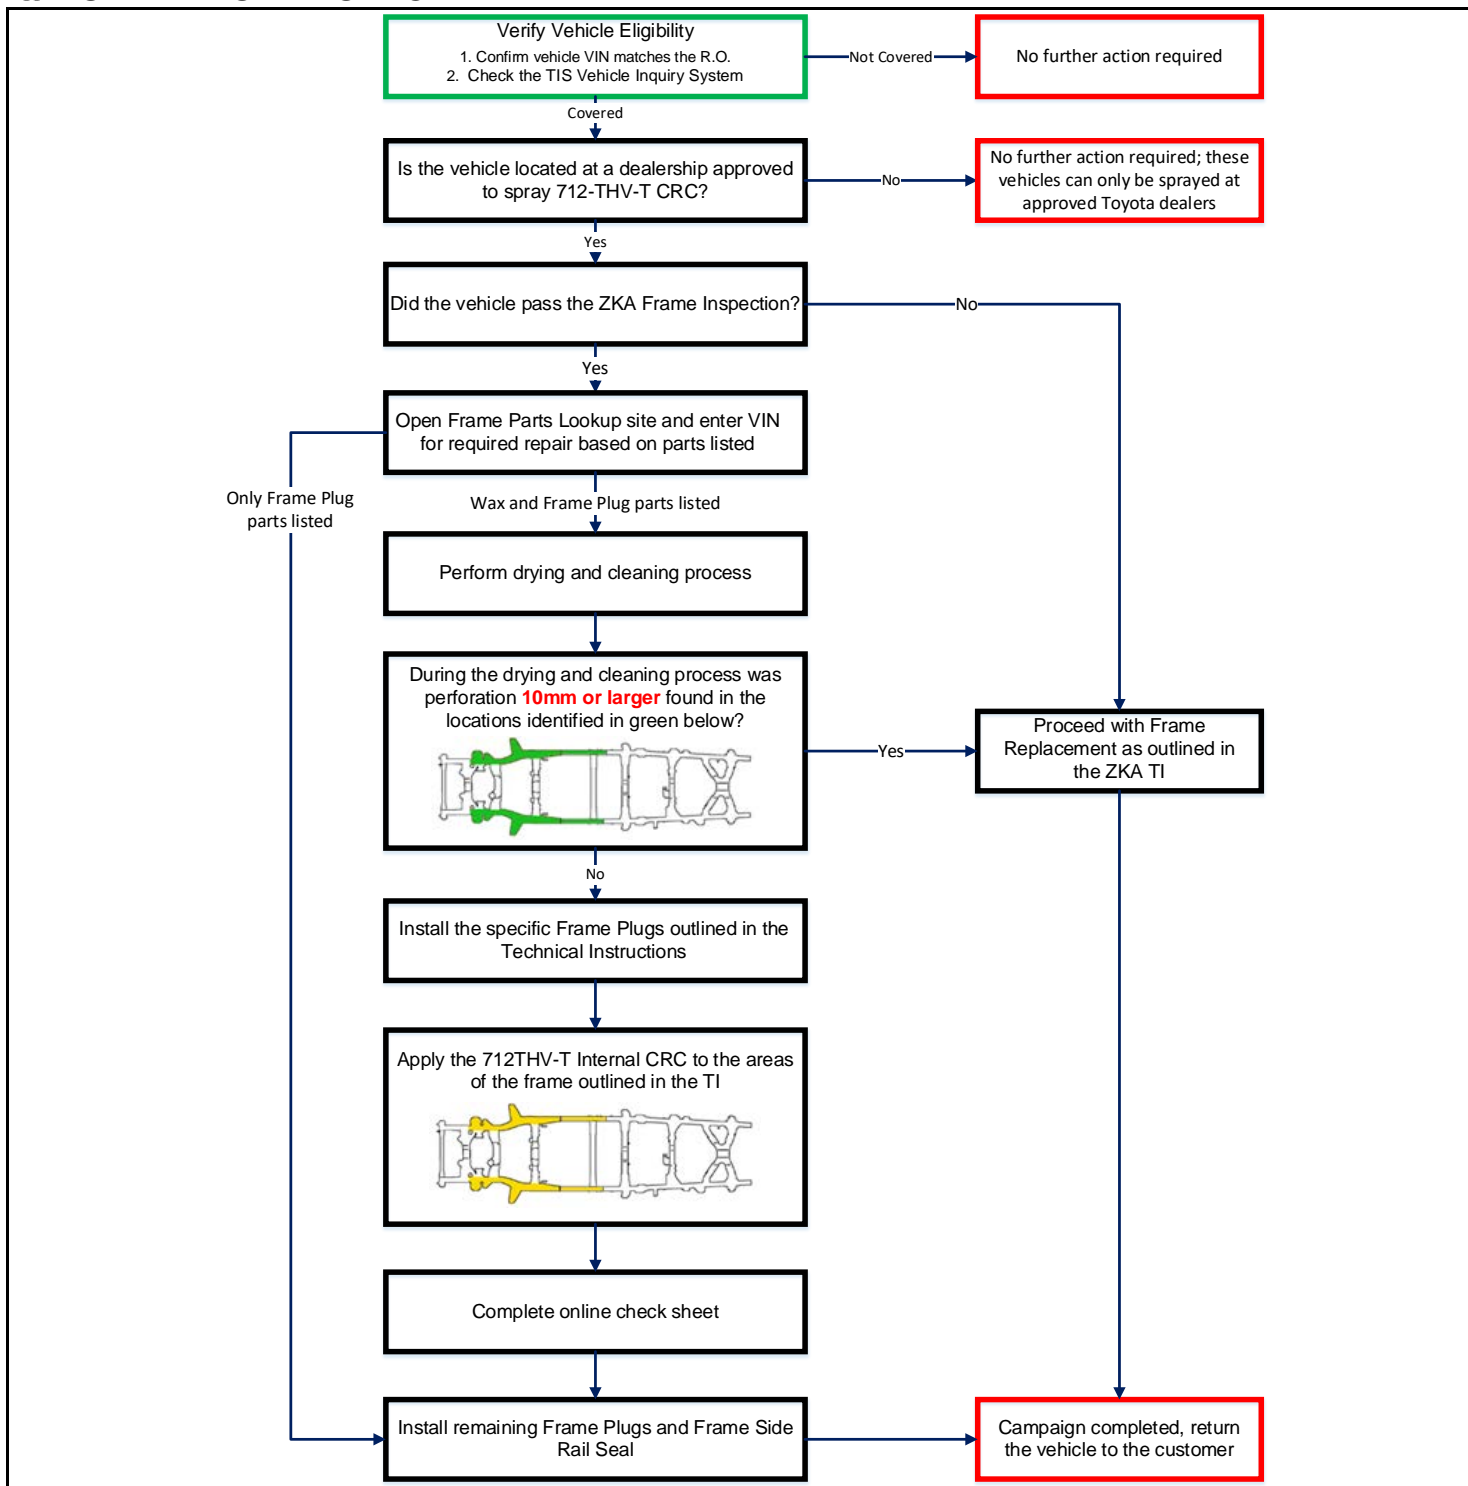 Verify Vehicle Eligibility
1. Confirm vehicle VIN matches the R.O.
2. Check the TIS Vehicle Inquiry System
Not Covered
No further action required
Covered
Is the vehicle located at a dealership approved
to spray 712-THV-T CRC?
No
No further action required; these
vehicles can only be sprayed at
approved Toyota dealers
Yes
Did the vehicle pass the ZKA Frame Inspection?
No
Yes
Open Frame Parts Lookup site and enter VIN
for required repair based on parts listed
Only Frame Plug
parts listed
Wax and Frame Plug parts listed
Perform drying and cleaning process
During the drying and cleaning process was
perforation 10mm or larger found in the
locations identified in green below?
Yes
Proceed with Frame
Replacement as outlined in
the ZKA TI
No
Install the specific Frame Plugs outlined in the
Technical Instructions
Apply the 712THV-T Internal CRC to the areas
of the frame outlined in the TI
Complete online check sheet
Install remaining Frame Plugs and Frame Side
Rail Seal
Campaign completed, return
the vehicle to the customer